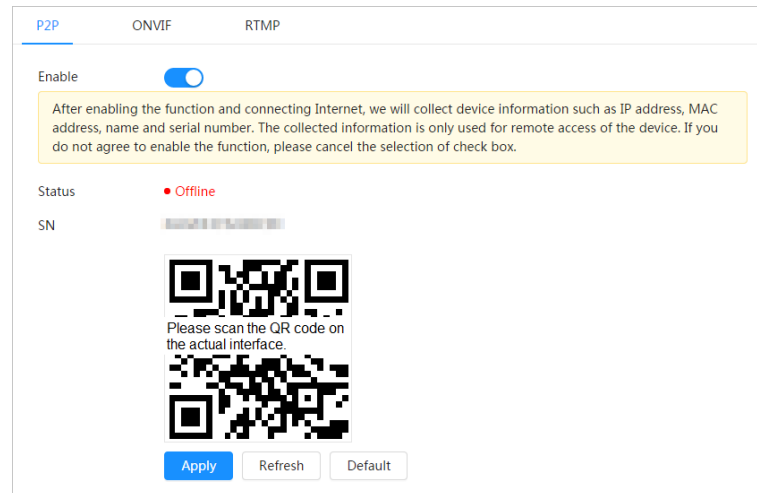 P2P ONVIF RTMP
Enable
After enabling the function and connecting Internet, we will collect device information such as IP address, MAC
address, name and serial number. The collected information is only used for remote access of the device. If you
do not agree to enable the function, please cancel the selection of check box.
Status Offline
SN
Please scan the QR code on
the actual interface.
Apply Refresh Default